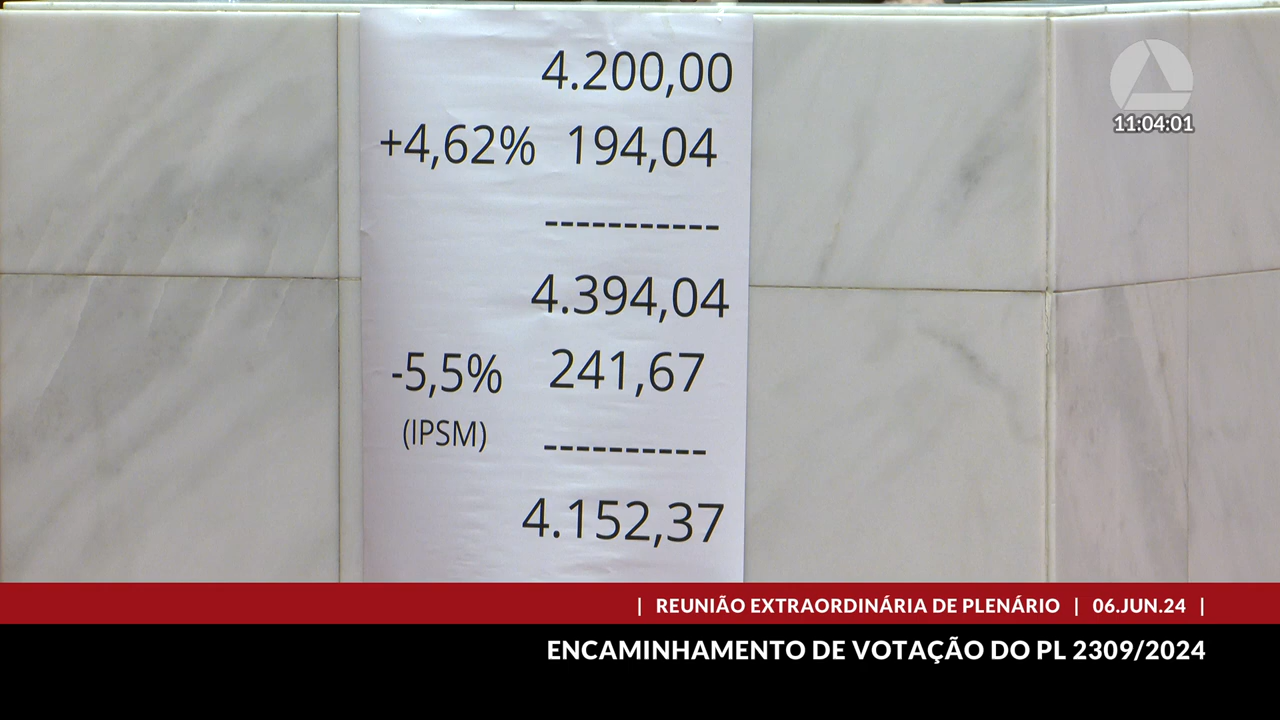 4.200,00
+4,62% 194,04
-----------
4.394,04
-5,5% 241,67
(IPSM)
----------
4.152,37
11:04:01
| REUNIÃO EXTRAORDINÁRIA DE PLENÁRIO | 06.JUN.24 |
ENCAMINHAMENTO DE VOTAÇÃO DO PL 2309/2024